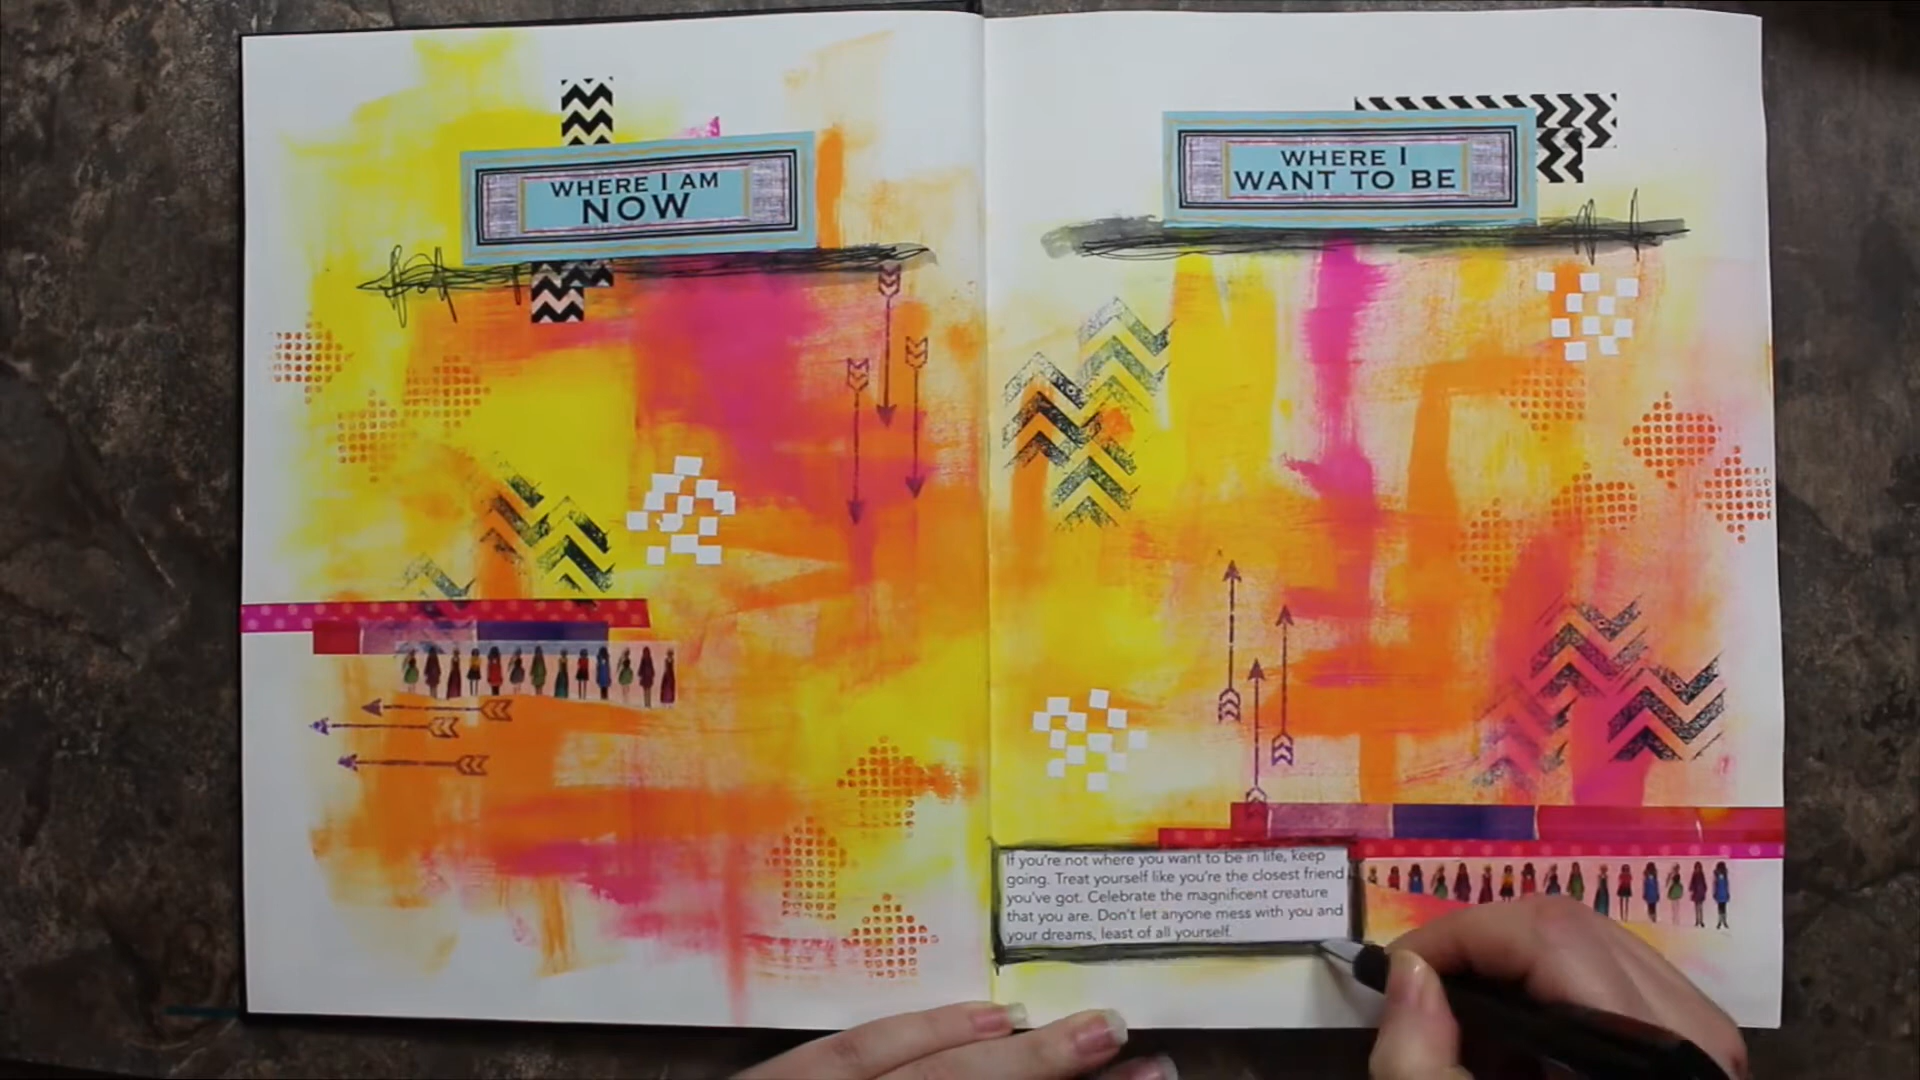 WHERE I AM
NOW
WHERE I
WANT TO BE
If you're not where you want to be in life, keep
going. Treat yourself like you're the closest friend
you've got. Celebrate the magnificent creature
that you are. Don't let anyone mess with you and
your dreams, least of all yourself.